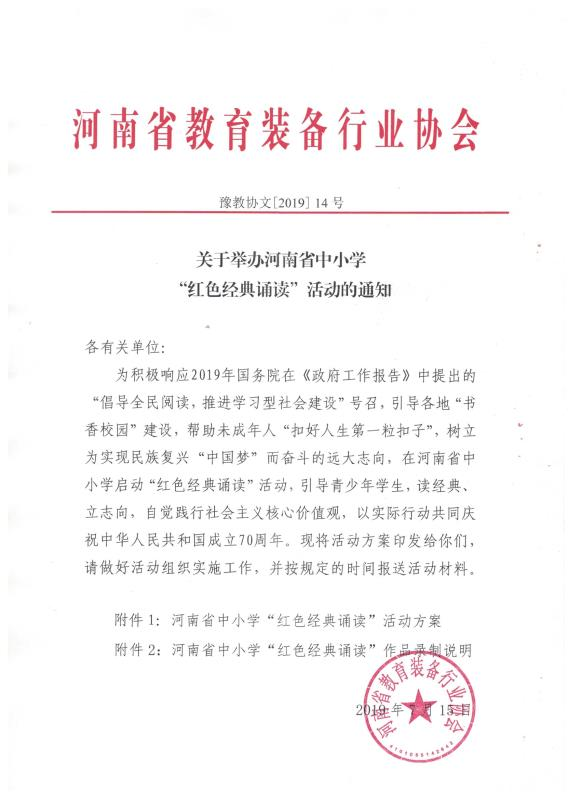 河南省教育装备行业协会
豫教协文[2019] 14 号
关于举办河南省中小学
“红色经典诵读”活动的通知
各有关单位：
为积极响应2019年国务院在《政府工作报告》中提出的
“倡导全民阅读，推进学习型社会建设”号召，引导各地“书
香校园”建设，帮助未成年人“扣好人生第一粒扣子”，树立
为实现民族复兴“中国梦”而奋斗的远大志向，在河南省中
小学启动“红色经典诵读”活动，引导青少年学生，读经典、
立志向，自觉践行社会主义核心价值观，以实际行动共同庆
祝中华人民共和国成立70周年。现将活动方案印发给你们，
请做好活动组织实施工作，并按规定的时间报送活动材料。
附件 1：河南省中小学“红色经典诵读”活动方案
附件 2：河南省中小学“红色经典诵读”作品录制说明
2019 年 7 月 15 日
河南省教育装备行业协会